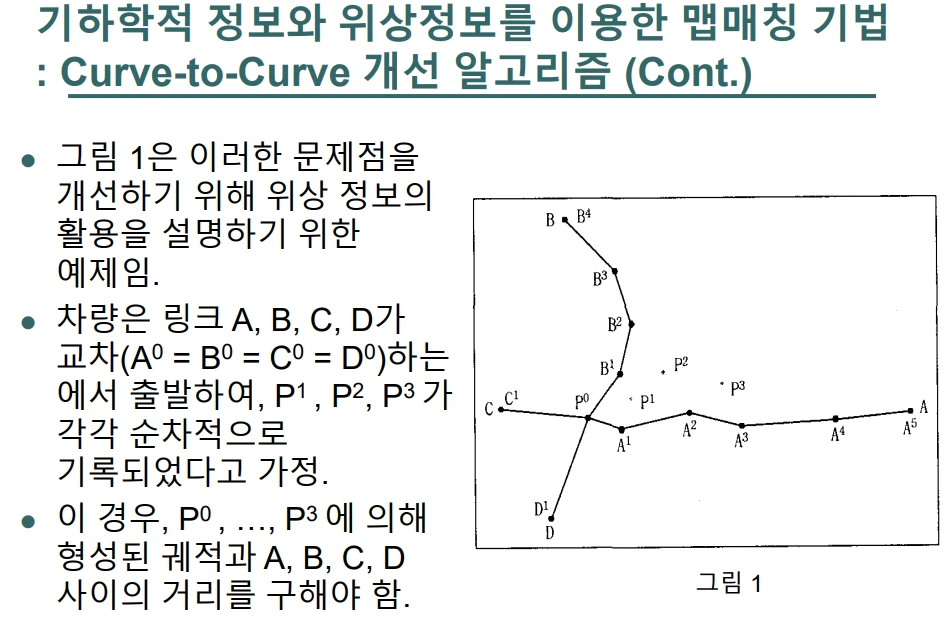 기하학적 정보와 위상정보를 이용한 맵매칭 기법
: Curve-to-Curve 개선 알고리즘 (Cont.)
● 그림 1은 이러한 문제점을
개선하기 위해 위상 정보의
활용을 설명하기 위한
예제임.
● 차량은 링크 A, B, C, D가
교차(A⁰ = B⁰ = C⁰ = D⁰)하는
에서 출발하여, P¹ , P², P³ 가
각각 순차적으로
기록되었다고 가정.
● 이 경우, P⁰ , …, P³ 에 의해
형성된 궤적과 A, B, C, D
사이의 거리를 구해야 함.
B B⁴
B³
B²
B¹
P²
P³
C C¹
P⁰
P¹
A
A¹
A²
A³
A⁴
A⁵
D¹
D
그림 1